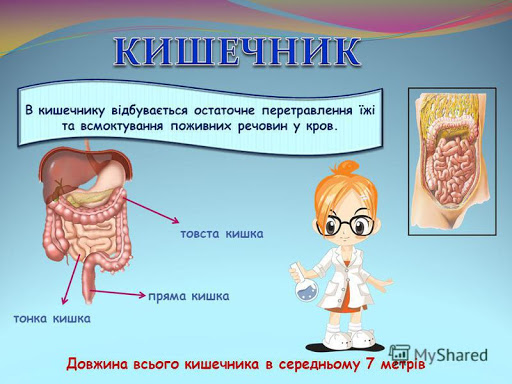 КИШЕЧНИК
В кишечнику відбувається остаточне перетравлення їжі
та всмоктування поживних речовин у кров.
товста кишка
пряма кишка
тонка кишка
MyShared
Довжина всього кишечника в середньому 7 метрів